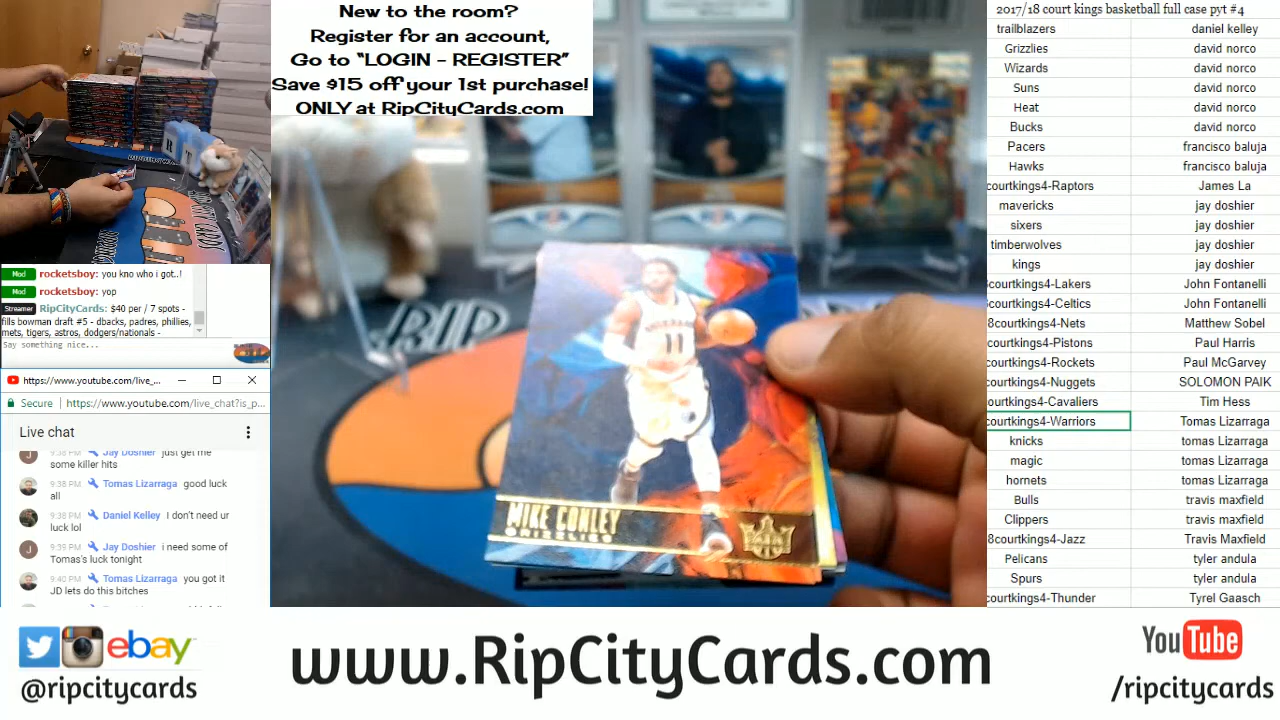 New to the room?
Register for an account,
Go to "LOGIN - REGISTER"
Save $15 off your 1st purchase!
ONLY at RipCityCards.com
Mod rocketsboy: you kno who i got..!
Mod rocketsboy: yop
Streamer RipCityCards: $40 per / 7 spots -
fills bowman draft #5 - dbacks, padres, phillies,
mets, tigers, astros, dodgers/nationals -
Say something nice...
https://www.youtube.com/live_...
Secure https://www.youtube.com/live_chat?is_p...
Live chat
J Jay Doshier just get me
some killer hits
9:38 PM Tomas Lizarraga good luck
all
9:38 PM Daniel Kelley I don't need ur
luck lol
J 9:39 PM Jay Doshier i need some of
Tomas's luck tonight
9:40 PM Tomas Lizarraga you got it
JD lets do this bitches
RIP
11
MIKE CONLEY
GRIZZLIES
2017/18 court kings basketball full case pyt #4
trailblazers daniel kelley
Grizzlies david norco
Wizards david norco
Suns david norco
Heat david norco
Bucks david norco
Pacers francisco baluja
Hawks francisco baluja
courtkings4-Raptors James La
mavericks jay doshier
sixers jay doshier
timberwolves jay doshier
kings jay doshier
courtkings4-Lakers John Fontanelli
courtkings4-Celtics John Fontanelli
8courtkings4-Nets Matthew Sobel
courtkings4-Pistons Paul Harris
courtkings4-Rockets Paul McGarvey
courtkings4-Nuggets SOLOMON PAIK
courtkings4-Cavaliers Tim Hess
courtkings4-Warriors Tomas Lizarraga
knicks tomas Lizarraga
magic tomas Lizarraga
hornets tomas Lizarraga
Bulls travis maxfield
Clippers travis maxfield
8courtkings4-Jazz Travis Maxfield
Pelicans tyler andula
Spurs tyler andula
courtkings4-Thunder Tyrel Gaasch
ebay
@ripcitycards
www.RipCityCards.com
YouTube
/ripcitycards